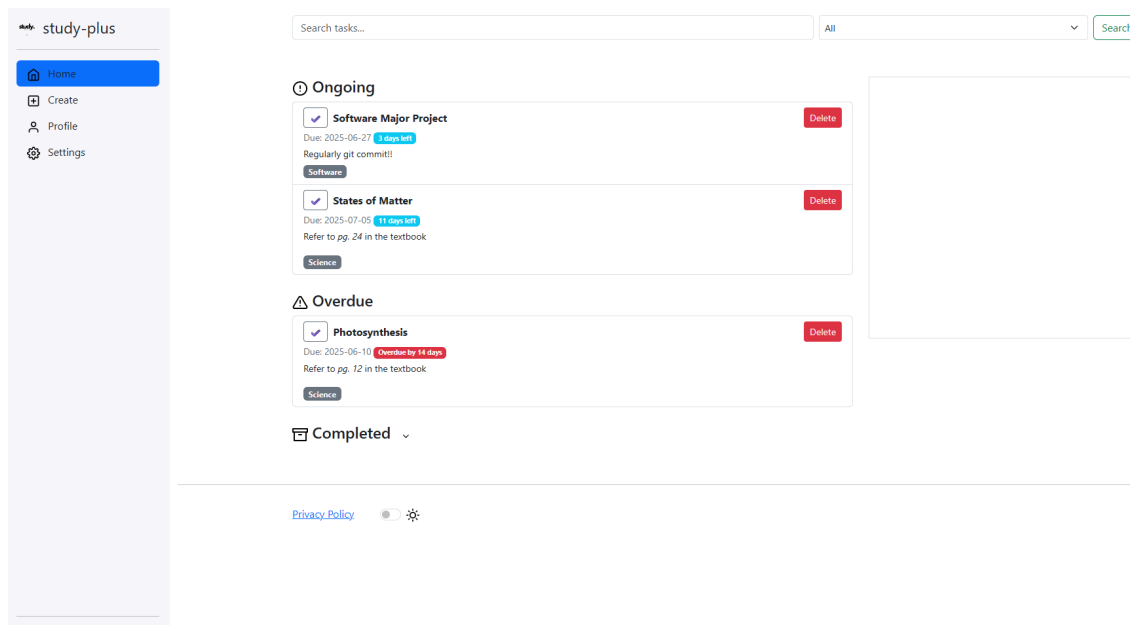 study-plus
Home
Create
Profile
Settings
Search tasks...
All
Search
Ongoing
Software Major Project
Delete
Due: 2025-06-27 3 days left
Regularly git commit!!
Software
States of Matter
Delete
Due: 2025-07-05 11 days left
Refer to pg. 24 in the textbook
Science
Overdue
Photosynthesis
Delete
Due: 2025-06-10 Overdue by 14 days
Refer to pg. 12 in the textbook
Science
Completed
Privacy Policy